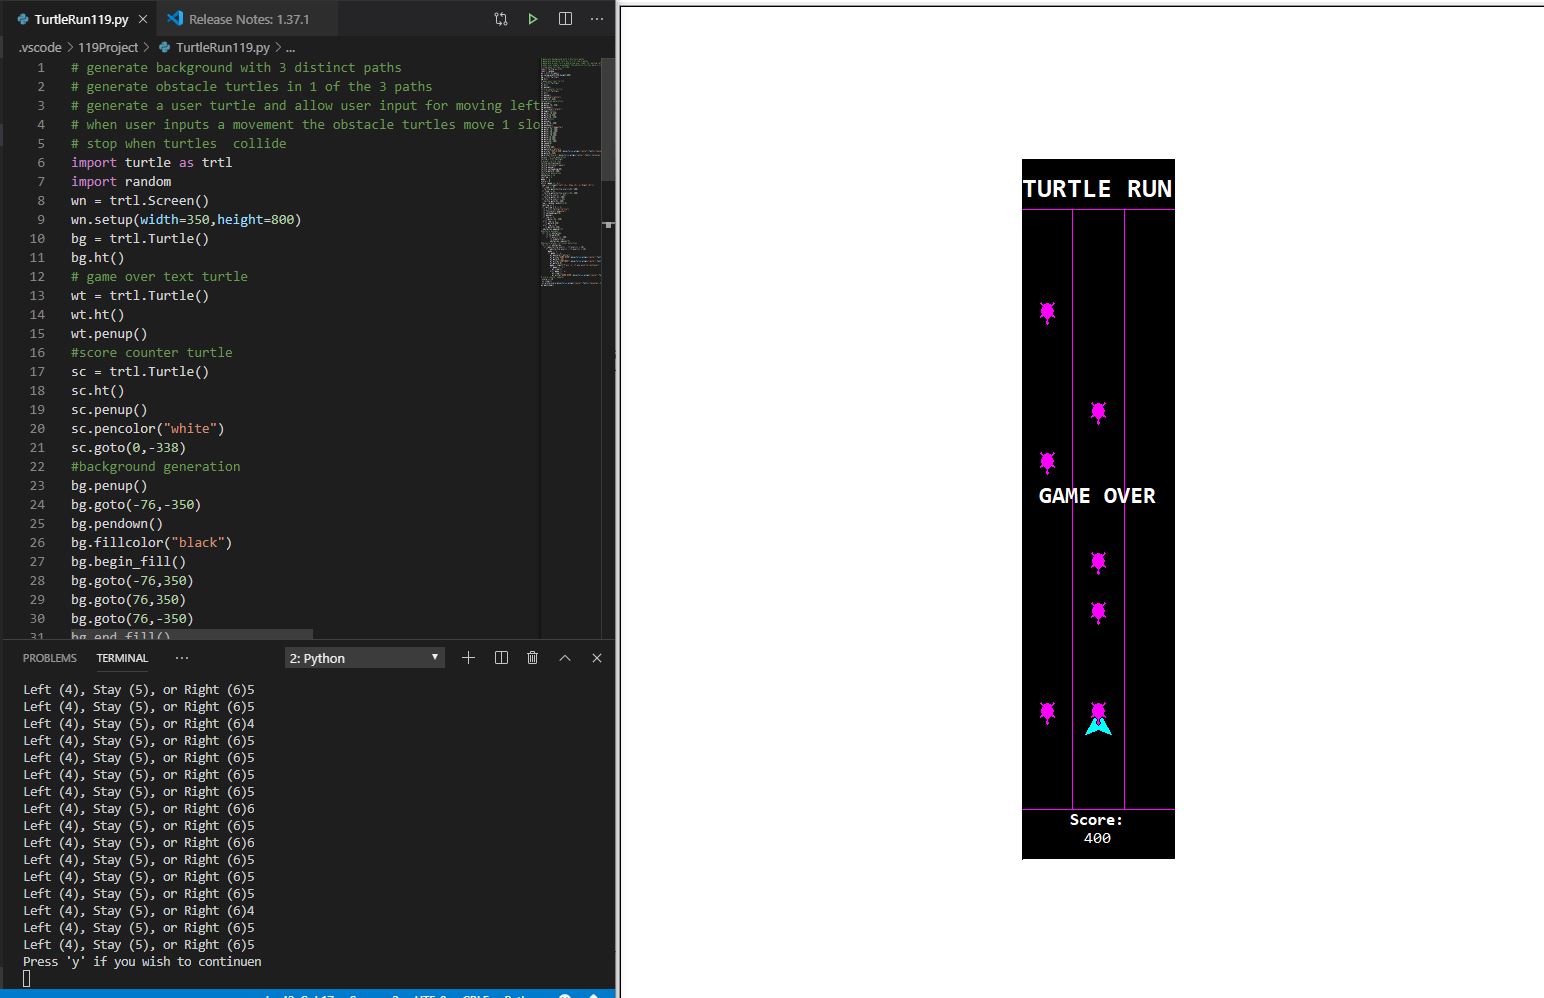 TurtleRun119.py
Release Notes: 1.37.1
.vscode > 119Project > TurtleRun119.py > ...
1 # generate background with 3 distinct paths
2 # generate obstacle turtles in 1 of the 3 paths
3 # generate a user turtle and allow user input for moving left
4 # when user inputs a movement the obstacle turtles move 1 slo
5 # stop when turtles  collide
6 import turtle as trtl
7 import random
8 wn = trtl.Screen()
9 wn.setup(width=350,height=800)
10 bg = trtl.Turtle()
11 bg.ht()
12 # game over text turtle
13 wt = trtl.Turtle()
14 wt.ht()
15 wt.penup()
16 #score counter turtle
17 sc = trtl.Turtle()
18 sc.ht()
19 sc.penup()
20 sc.pencolor("white")
21 sc.goto(0,-338)
22 #background generation
23 bg.penup()
24 bg.goto(-76,-350)
25 bg.pendown()
26 bg.fillcolor("black")
27 bg.begin_fill()
28 bg.goto(-76,350)
29 bg.goto(76,350)
30 bg.goto(76,-350)
31 bg.end_fill()
PROBLEMS TERMINAL ... 2: Python
Left (4), Stay (5), or Right (6)5
Left (4), Stay (5), or Right (6)5
Left (4), Stay (5), or Right (6)4
Left (4), Stay (5), or Right (6)5
Left (4), Stay (5), or Right (6)5
Left (4), Stay (5), or Right (6)5
Left (4), Stay (5), or Right (6)5
Left (4), Stay (5), or Right (6)6
Left (4), Stay (5), or Right (6)5
Left (4), Stay (5), or Right (6)6
Left (4), Stay (5), or Right (6)5
Left (4), Stay (5), or Right (6)5
Left (4), Stay (5), or Right (6)5
Left (4), Stay (5), or Right (6)4
Left (4), Stay (5), or Right (6)5
Left (4), Stay (5), or Right (6)5
Press 'y' if you wish to continuen
TURTLE RUN
GAME OVER
Score:
400